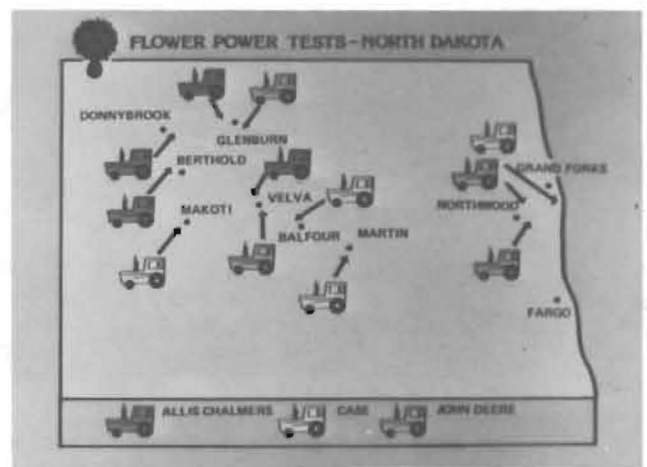 FLOWER POWER TESTS-NORTH DAKOTA
DONNYBROOK
GLENBURN
BERTHOLD
GRAND FORKS
VELVA
NORTHWOOD
MAKOTI
BALFOUR
MARTIN
FARGO
ALLIS CHALMERS
CASE
JOHN DEERE